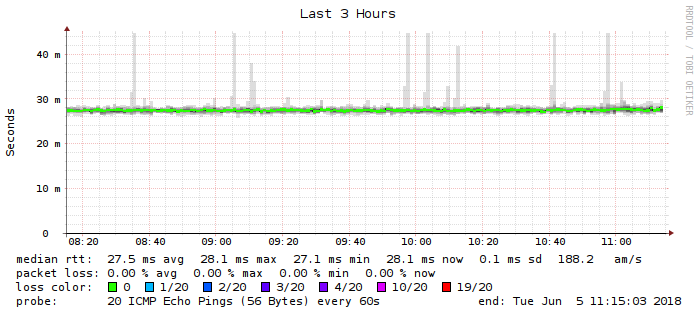 Last 3 Hours
RRDTOOL / TOBI OETIKER
Seconds
40 m
30 m
20 m
10 m
0
08:20 08:40 09:00 09:20 09:40 10:00 10:20 10:40 11:00
median rtt: 27.5 ms avg 28.1 ms max 27.1 ms min 28.1 ms now 0.1 ms sd 188.2 am/s
packet loss: 0.00 % avg 0.00 % max 0.00 % min 0.00 % now
loss color: 0 1/20 2/20 3/20 4/20 10/20 19/20
probe: 20 ICMP Echo Pings (56 Bytes) every 60s end: Tue Jun 5 11:15:03 2018